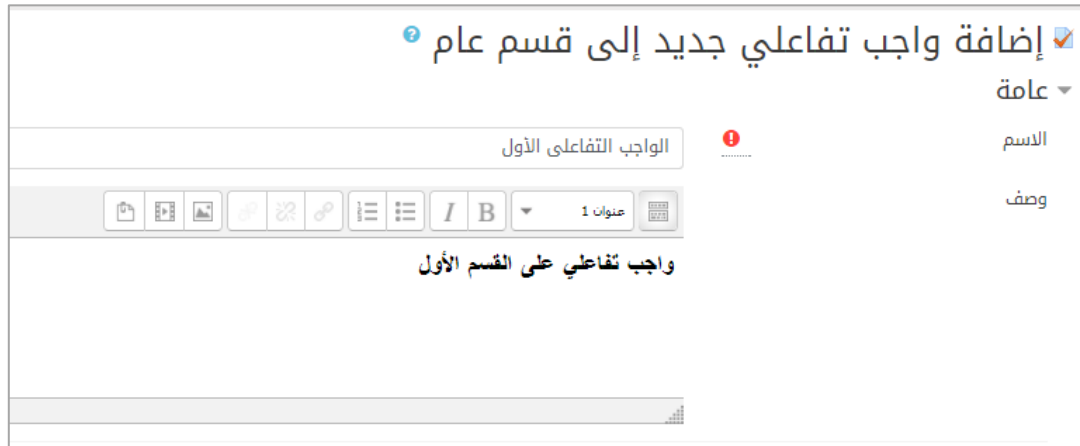 إضافة واجب تفاعلي جديد إلى قسم عام
عامة
الاسم
الواجب التفاعلى الأول
وصف
عنوان 1
B I
واجب تفاعلي على القسم الأول